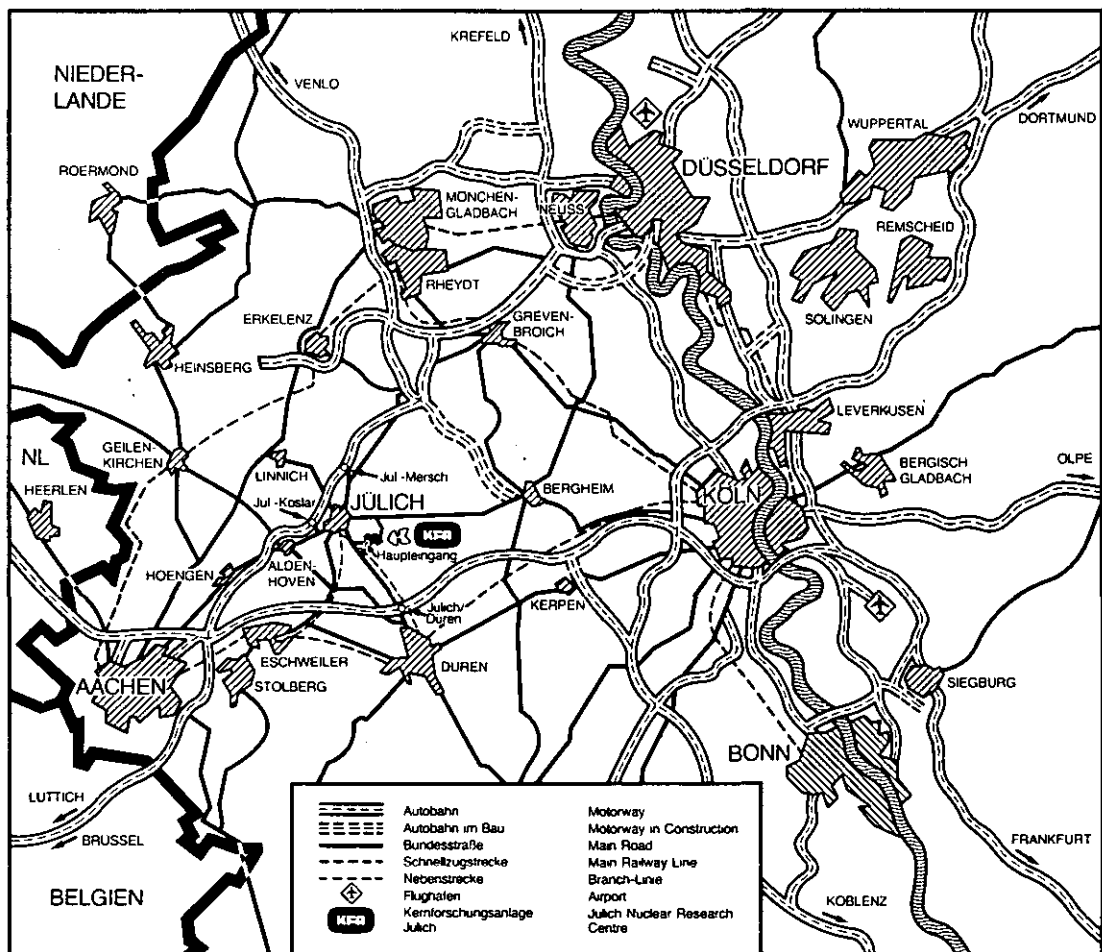 KREFELD
NIEDER-
LANDE
VENLO
DORTMUND
WUPPERTAL
ROERMOND
DÜSSELDORF
MÖNCHEN-
GLADBACH
NEUSS
REMSCHEID
RHEYDT
ERKELENZ
GREVEN-
BROICH
SOLINGEN
HEINSBERG
LEVERKUSEN
NL
GEILEN-
KIRCHEN
LINNICH
Jul -Mersch
BERGHEIM
BERGISCH
GLADBACH
OLPE
HEERLEN
Jul -Koslar
JÜLICH
KÖLN
KFA
Haupteingang
HOENGEN
ALDEN-
HOVEN
KERPEN
Julich/
Düren
ESCHWEILER
DUREN
AACHEN
STOLBERG
SIEGBURG
BONN
LUTTICH
BRÜSSEL
FRANKFURT
BELGIEN
KOBLENZ
Autobahn Motorway
Autobahn im Bau Motorway in Construction
Bundesstraße Main Road
Schnellzugstrecke Main Railway Line
Nebenstrecke Branch-Linie
Flughafen Airport
KFA Kernforschungsanlage Julich Nuclear Research
Julich Centre